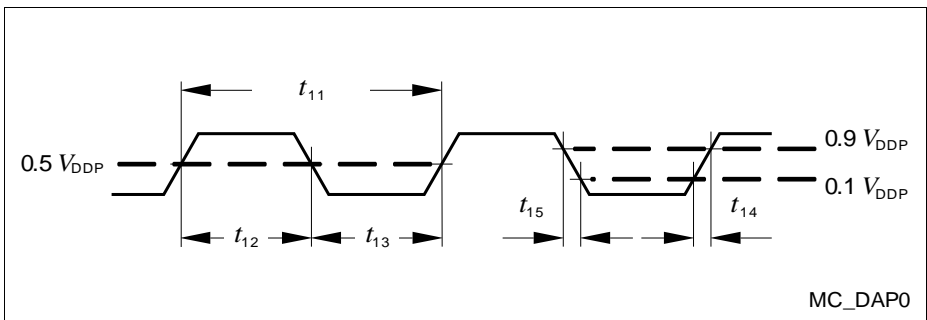 t11
0.5 VDDP
0.9 VDDP
0.1 VDDP
t15
t14
t12
t13
MC_DAP0